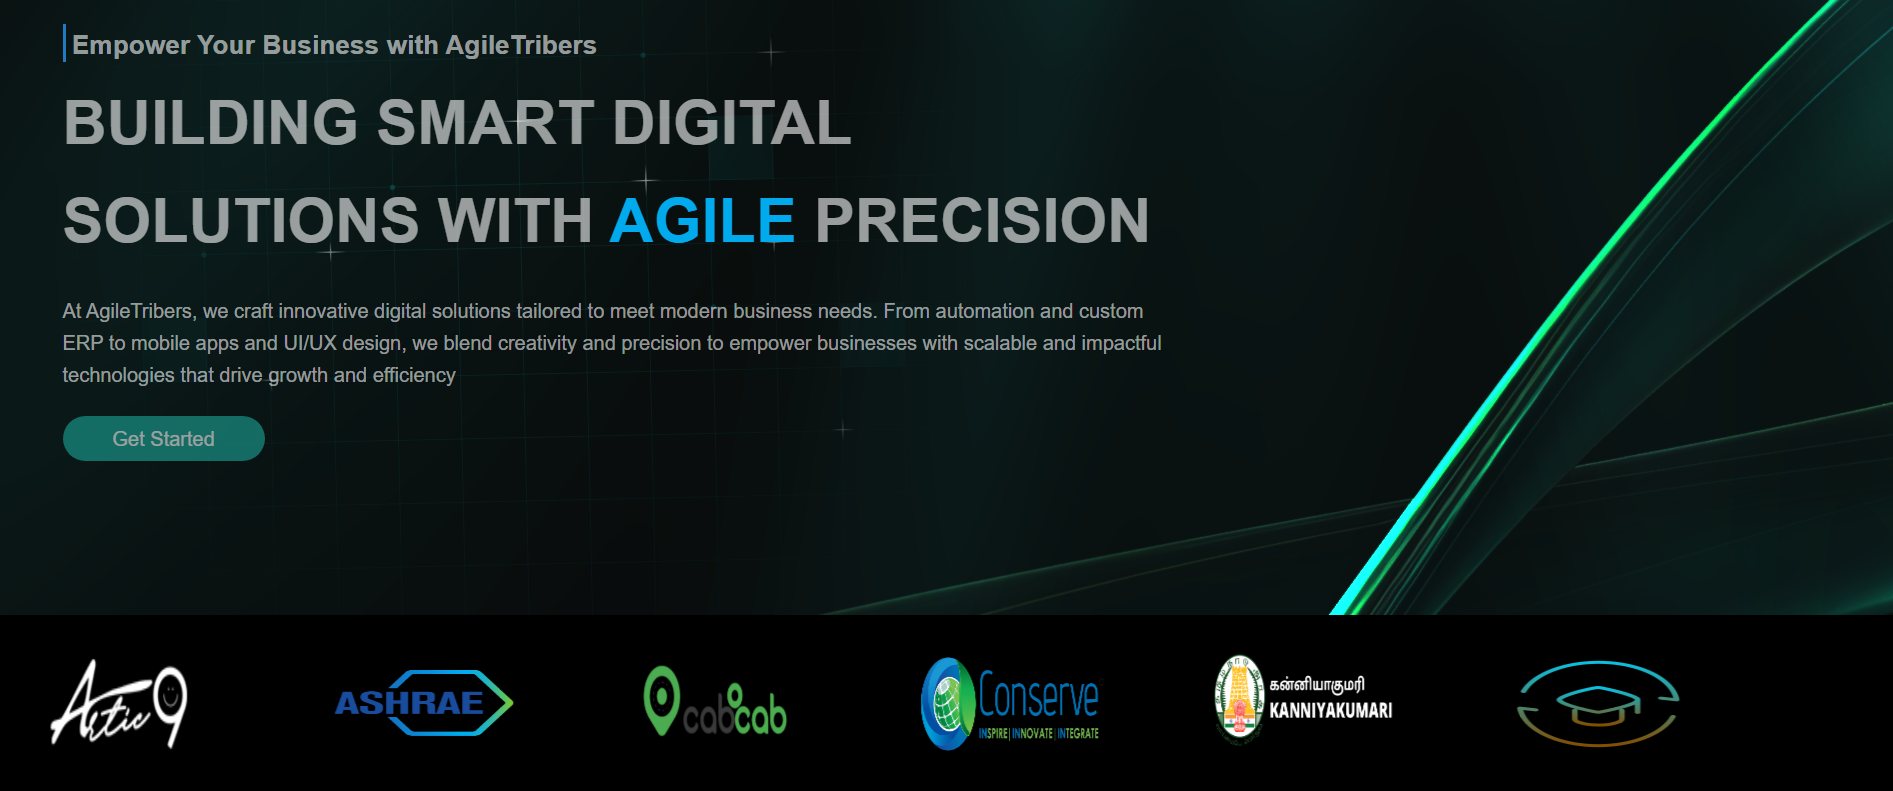 Empower Your Business with AgileTribers
BUILDING SMART DIGITAL
SOLUTIONS WITH AGILE PRECISION
At AgileTribers, we craft innovative digital solutions tailored to meet modern business needs. From automation and custom
ERP to mobile apps and UI/UX design, we blend creativity and precision to empower businesses with scalable and impactful
technologies that drive growth and efficiency
Get Started
Artic9
ASHRAE
cabcab
Conserve
INSPIRE | INNOVATE | INTEGRATE
கன்னியாகுமரி
KANNIYAKUMARI